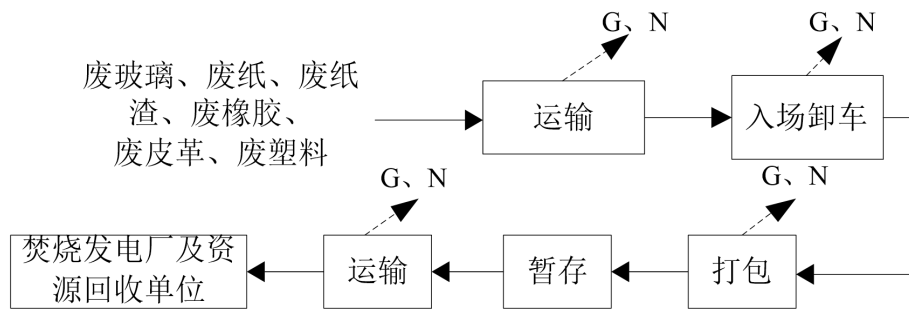 G、N
G、N
废玻璃、废纸、废纸
渣、废橡胶、
废皮革、废塑料
运输
入场卸车
G、N
G、N
焚烧发电厂及资
源回收单位
运输
暂存
打包